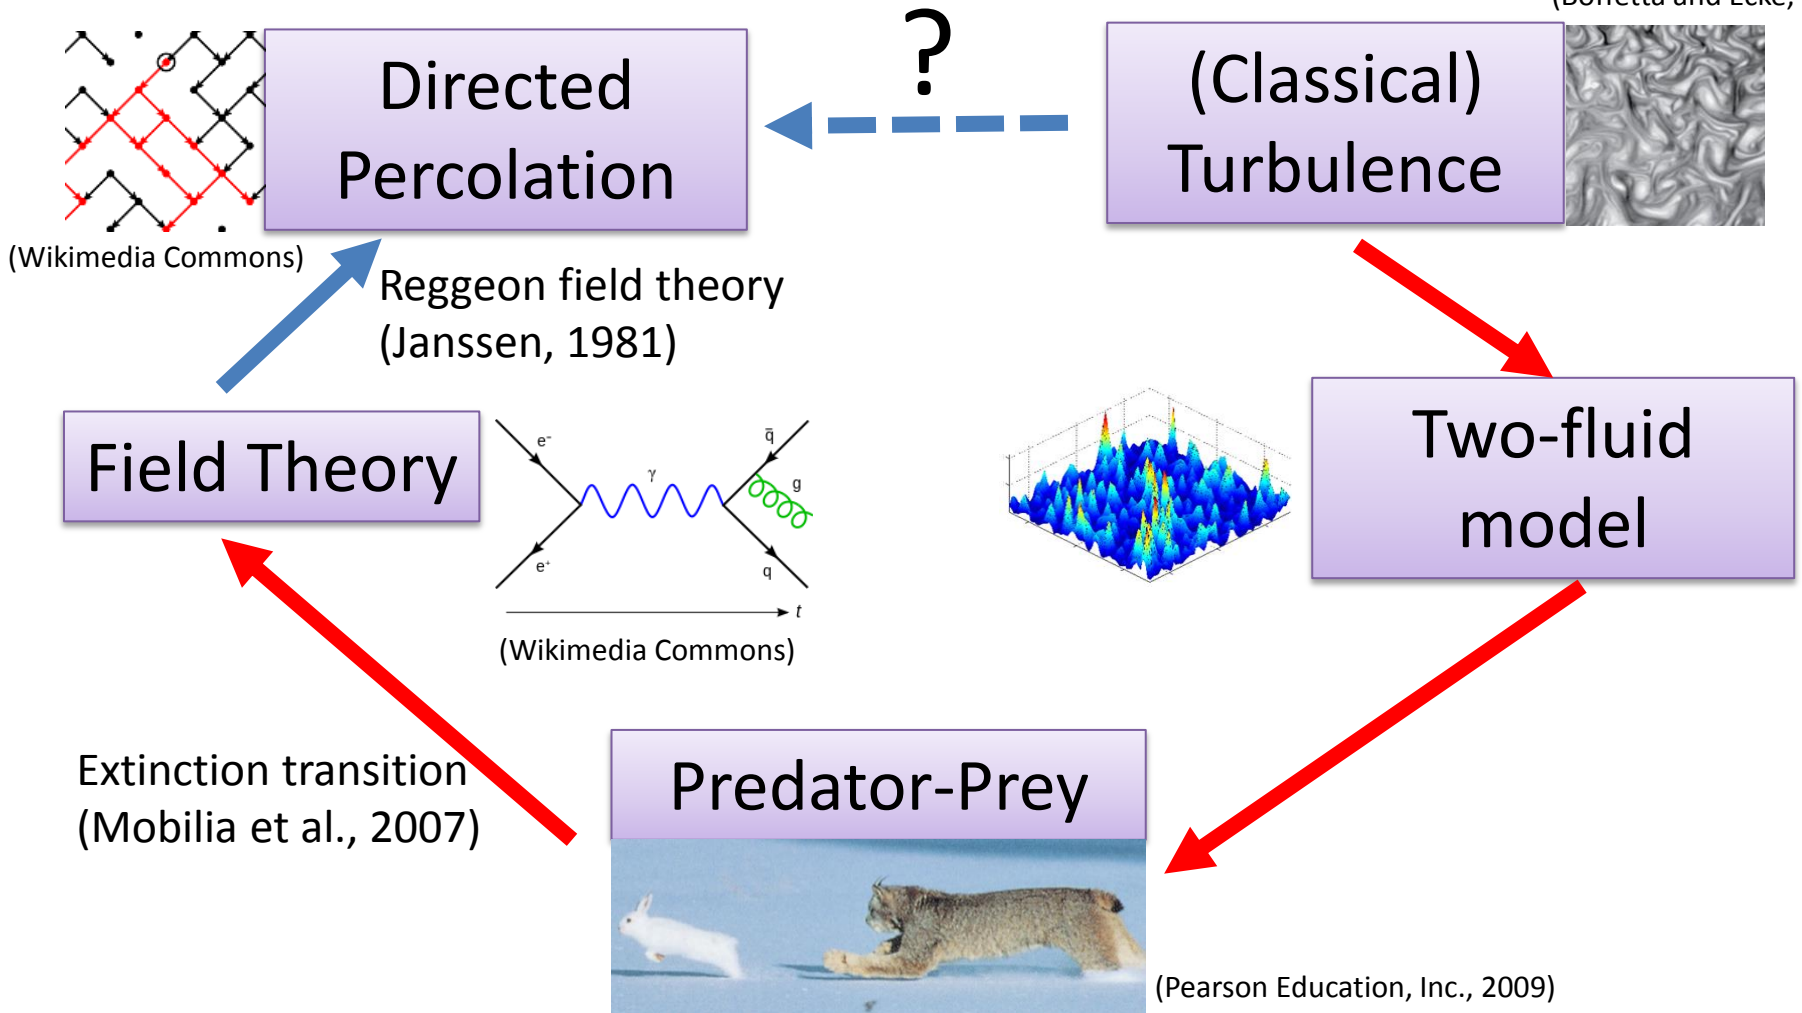 ?
Directed
Percolation
(Classical)
Turbulence
(Wikimedia Commons)
Reggeon field theory
(Janssen, 1981)
Field Theory
e⁻
e⁺
γ
q̄
g
q
t
(Wikimedia Commons)
Two-fluid
model
Extinction transition
(Mobilia et al., 2007)
Predator-Prey
(Pearson Education, Inc., 2009)